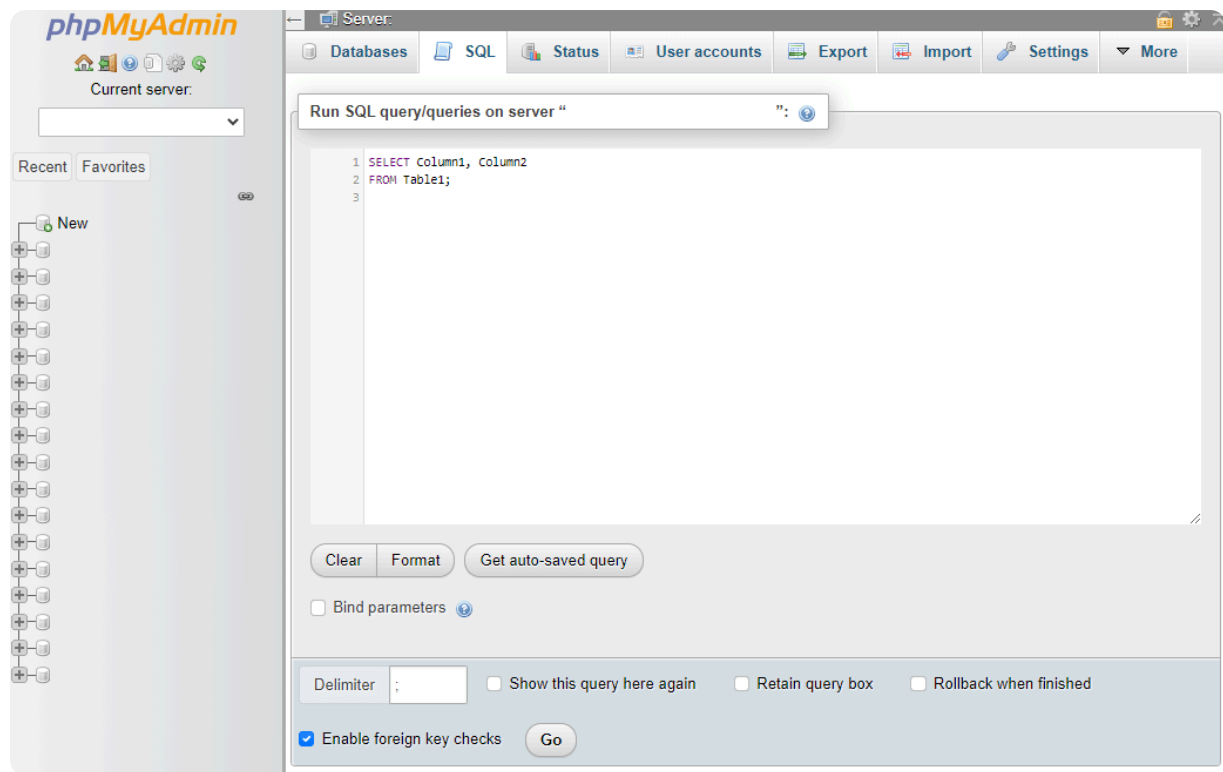 phpMyAdmin
Current server:
Recent Favorites
New
Server:
Databases SQL Status User accounts Export Import Settings More
Run SQL query/queries on server “ ”:
1 SELECT Column1, Column2
2 FROM Table1;
3
Clear Format Get auto-saved query
Bind parameters
Delimiter ; Show this query here again Retain query box Rollback when finished
Enable foreign key checks Go